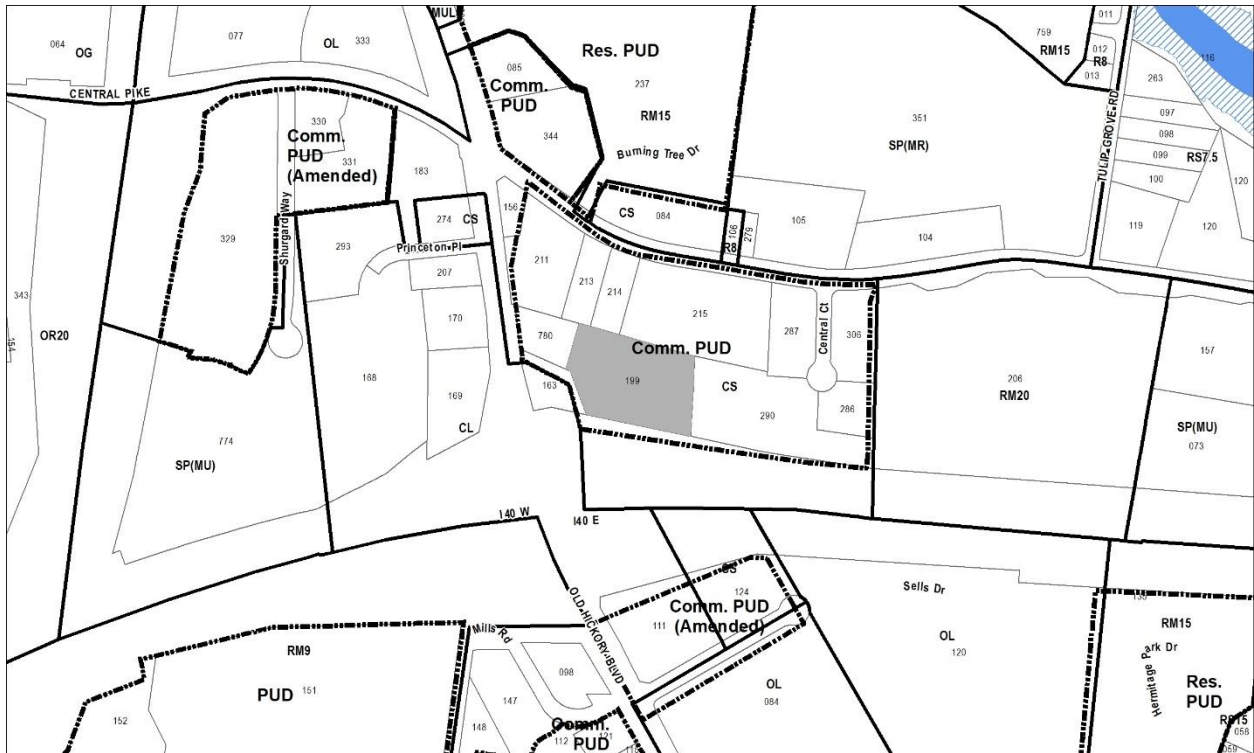 MUL
011
064
OG
077
OL
333
759
RM15
012
R8
013
116
Res. PUD
085
Comm.
PUD
237
RM15
263
CENTRAL PIKE
330
Comm.
PUD
(Amended)
331
344
351
SP(MR)
TULIP GROVE RD
097
098
099
RS7.5
100
120
Burning Tree Dr
183
156
CS
084
106
R8
279
105
104
119
120
274
CS
Shurgard Way
293
Princeton Pl
329
211
207
213
214
215
287
Central Ct
306
343
154
OR20
170
780
Comm. PUD
157
168
169
163
199
CS
290
286
206
RM20
CL
774
SP(MU)
SP(MU)
073
I40 W
I40 E
CS
124
Comm. PUD
(Amended)
111
Sells Dr
OLD HICKORY BLVD
Mills Rd
RM15
RM9
OL
120
Hermitage Park Dr
PUD
151
098
OL
084
Res.
PUD
152
147
148
Comm.
PUD
112
121
058
059